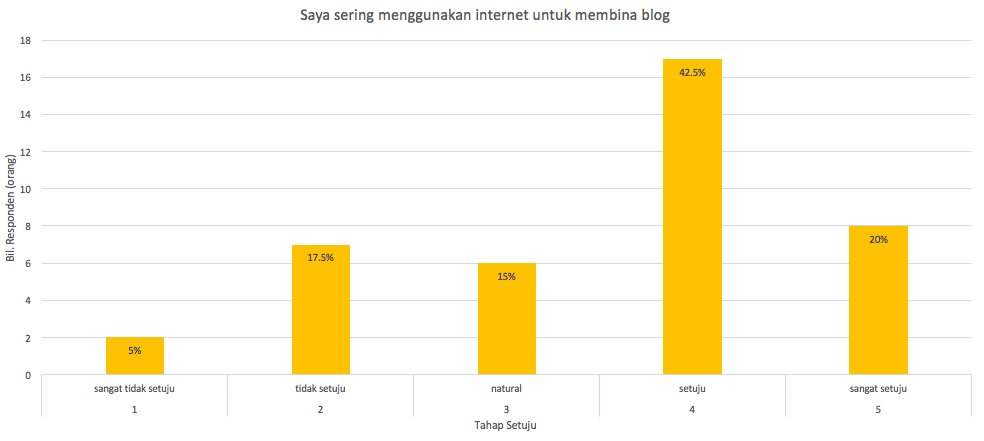 Saya sering menggunakan internet untuk membina blog
18
16
14
12
10
8
6
4
2
0
Bil. Responden (orang)
5%
17.5%
15%
42.5%
20%
sangat tidak setuju
tidak setuju
natural
setuju
sangat setuju
1
2
3
4
5
Tahap Setuju